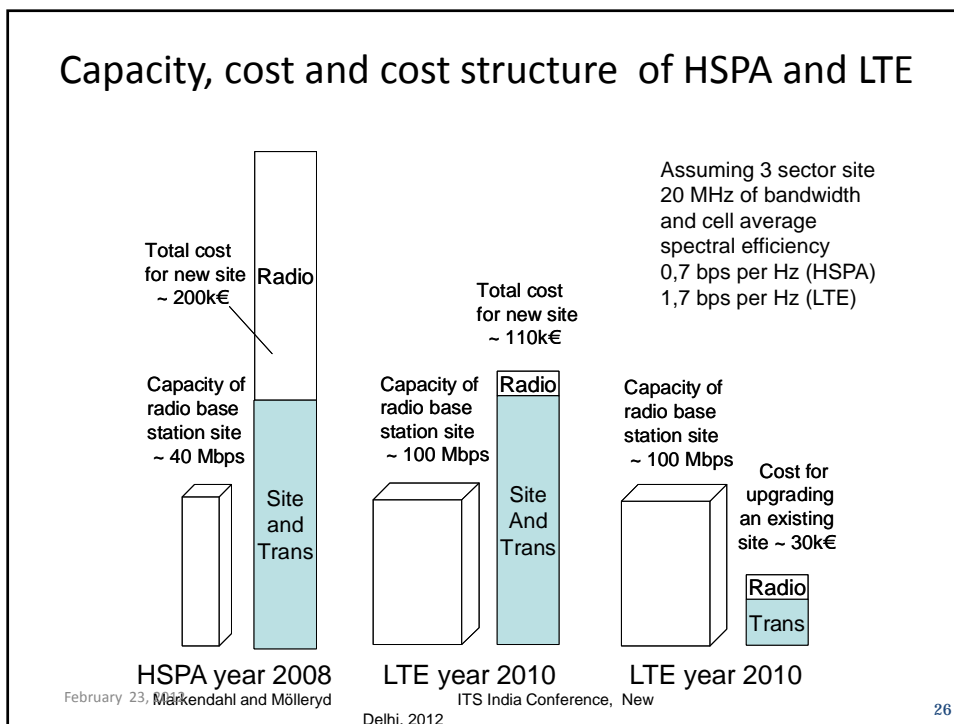 Capacity, cost and cost structure of HSPA and LTE
Assuming 3 sector site
20 MHz of bandwidth
and cell average
spectral efficiency
0,7 bps per Hz (HSPA)
1,7 bps per Hz (LTE)
Total cost
for new site
~ 200k€
Radio
Capacity of
radio base
station site
~ 40 Mbps
Site
and
Trans
HSPA year 2008
Total cost
for new site
~ 110k€
Radio
Capacity of
radio base
station site
~ 100 Mbps
Site
And
Trans
LTE year 2010
Capacity of
radio base
station site
~ 100 Mbps
Cost for
upgrading
an existing
site ~ 30k€
Radio
Trans
LTE year 2010
February 23, 2012
Markendahl and Mölleryd
ITS India Conference, New
Delhi, 2012
26